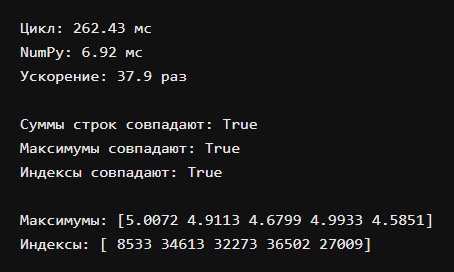 Цикл: 262.43 мс
NumPy: 6.92 мс
Ускорение: 37.9 раз
Суммы строк совпадают: True
Максимумы совпадают: True
Индексы совпадают: True
Максимумы: [5.0072 4.9113 4.6799 4.9933 4.5851]
Индексы: [ 8533 34613 32273 36502 27009]